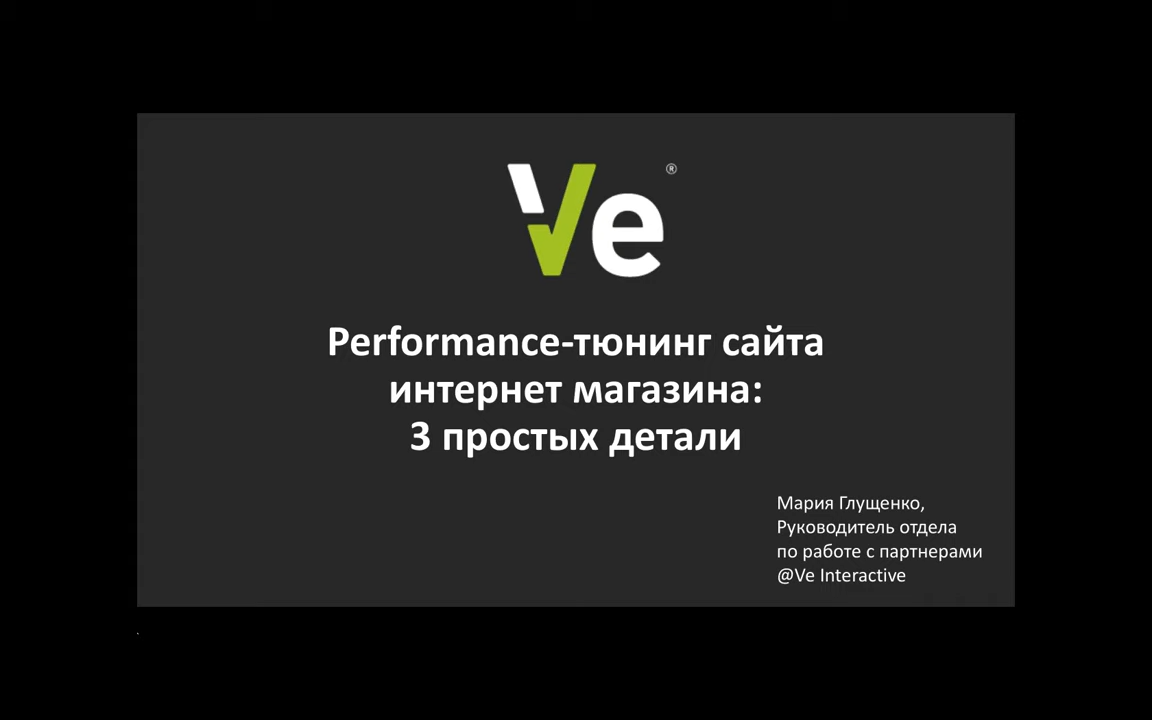 Ve ®
Performance-тюнинг сайта
интернет магазина:
3 простых детали
Мария Глущенко,
Руководитель отдела
по работе с партнерами
@Ve Interactive